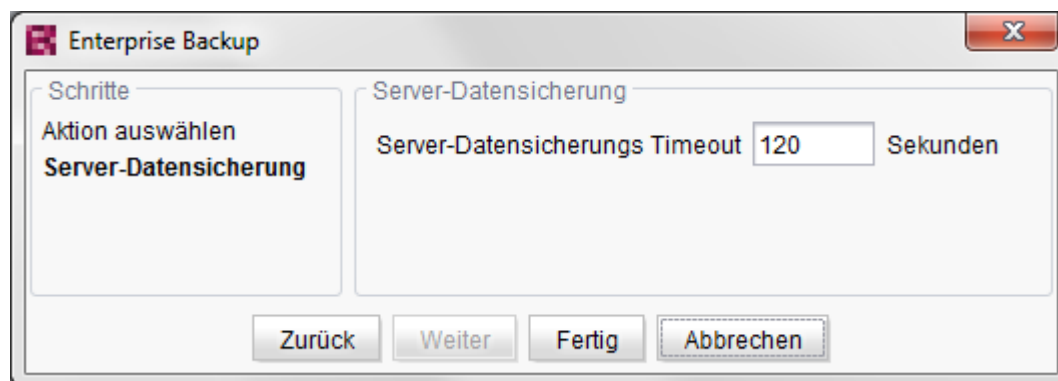 Enterprise Backup
Schritte
Aktion auswählen
Server-Datensicherung
Server-Datensicherung
Server-Datensicherungs Timeout 120 Sekunden
Zurück Weiter Fertig Abbrechen